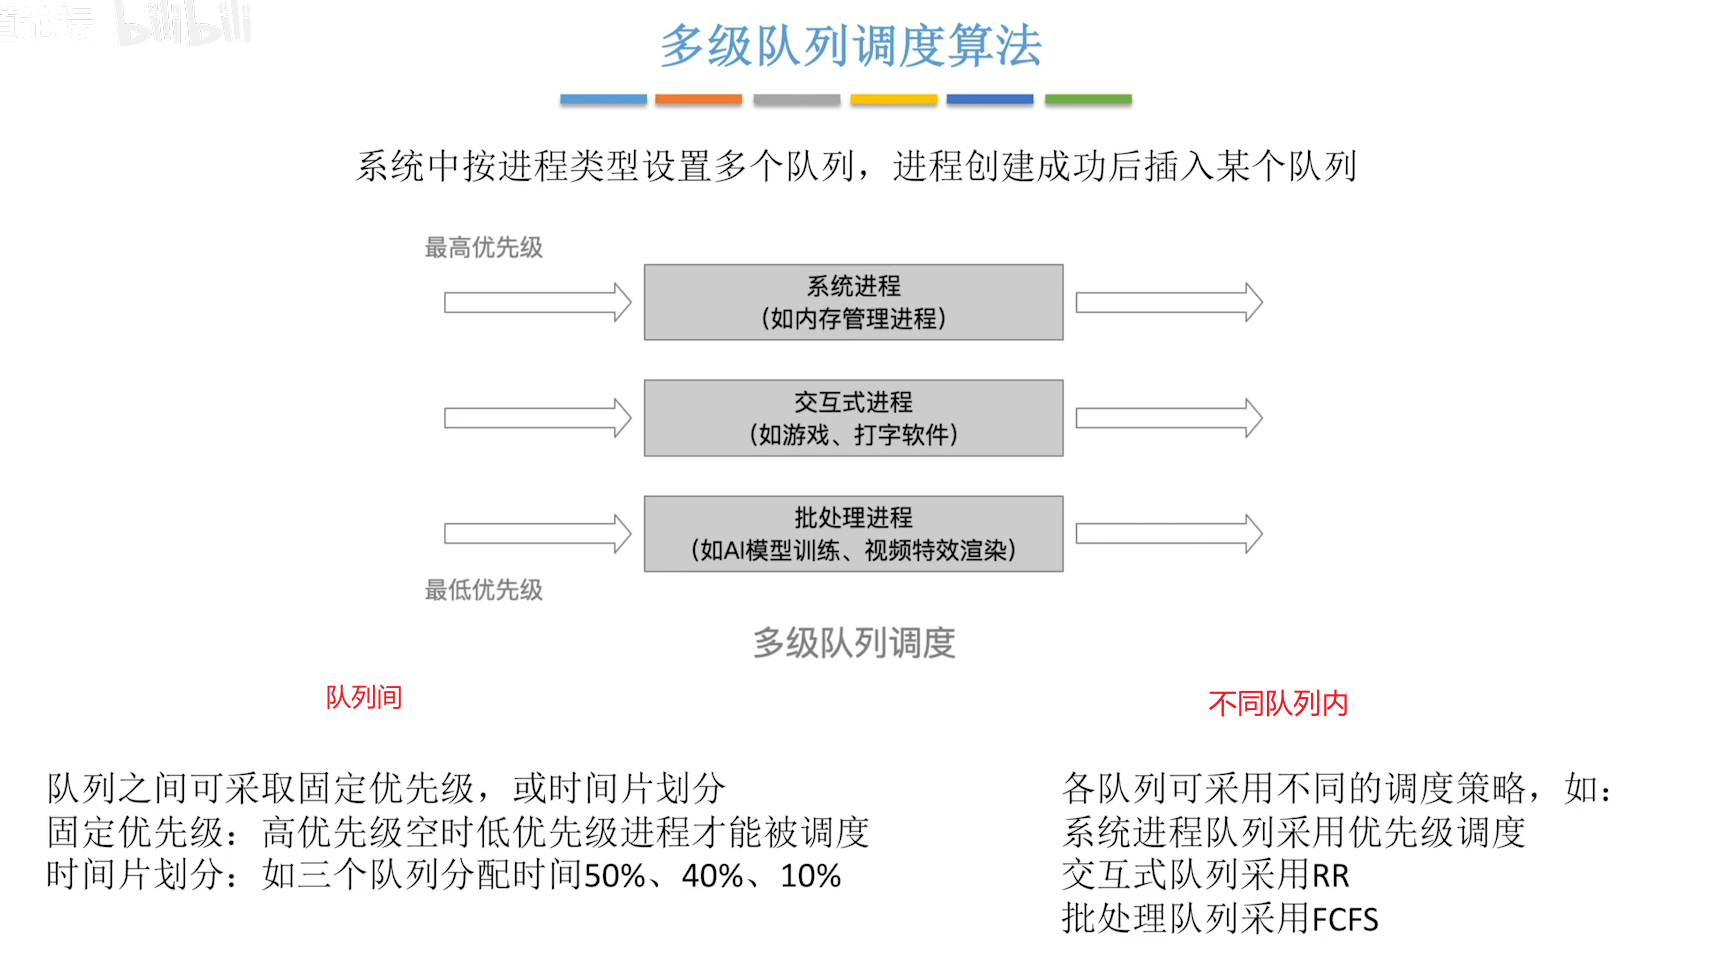 bilibili
多级队列调度算法
系统中按进程类型设置多个队列，进程创建成功后插入某个队列
最高优先级
系统进程
（如内存管理进程）
交互式进程
（如游戏、打字软件）
批处理进程
（如AI模型训练、视频特效渲染）
最低优先级
多级队列调度
队列间
队列之间可采取固定优先级，或时间片划分
固定优先级：高优先级空时低优先级进程才能被调度
时间片划分：如三个队列分配时间50%、40%、10%
不同队列内
各队列可采用不同的调度策略，如：
系统进程队列采用优先级调度
交互式队列采用RR
批处理队列采用FCFS